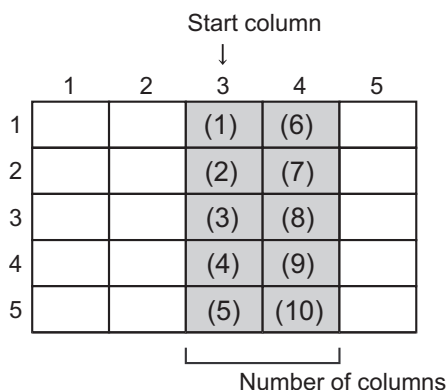 Start column
↓
1 2 3 4 5
1 (1) (6)
2 (2) (7)
3 (3) (8)
4 (4) (9)
5 (5) (10)
Number of columns